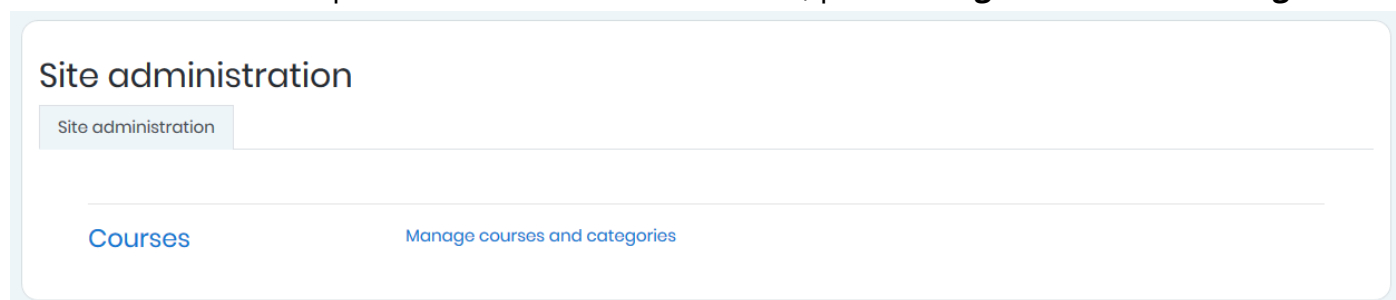 Site administration
Site administration
Courses
Manage courses and categories